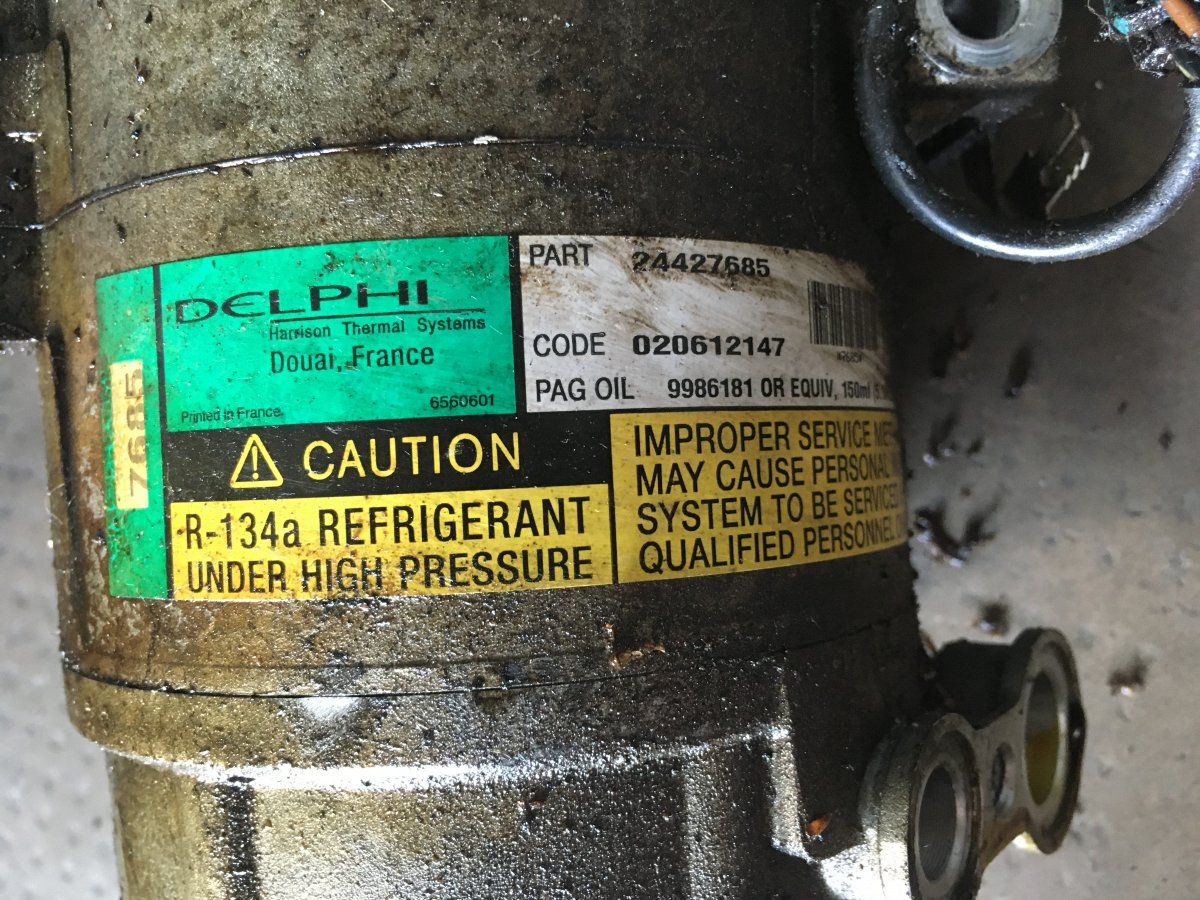 7685
DELPHI
Harrison Thermal Systems
Douai, France
Printed in France
6560601
PART 24427685
CODE 020612147
PAG OIL 9986181 OR EQUIV, 150ml
CAUTION
R-134a REFRIGERANT
UNDER HIGH PRESSURE
IMPROPER SERVICE
MAY CAUSE PERSONAL
SYSTEM TO BE SERVICED
QUALIFIED PERSONNEL